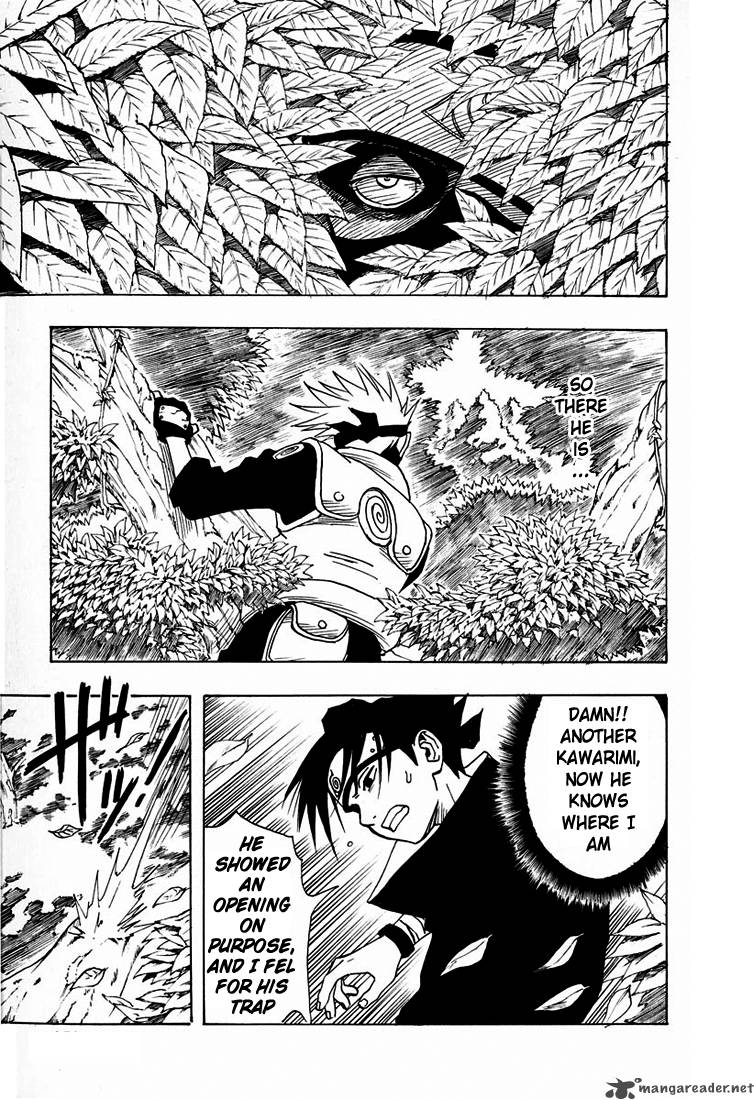 SO
THERE
HE
IS
...
DAMN!!
ANOTHER
KAWARIMI,
NOW HE
KNOWS
WHERE I
AM
HE
SHOWED
AN
OPENING
ON
PURPOSE,
AND I FEL
FOR HIS
TRAP
mangareader.net